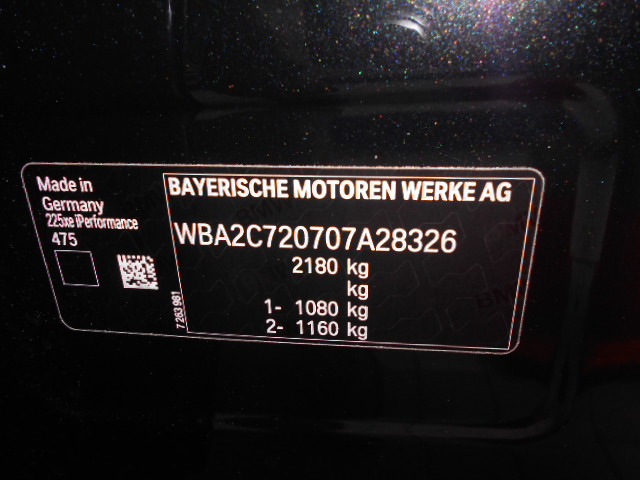 Made in
Germany
225xe iPerformance
475
7 263 981
BAYERISCHE MOTOREN WERKE AG
WBA2C720707A28326
2180 kg
kg
1- 1080 kg
2- 1160 kg